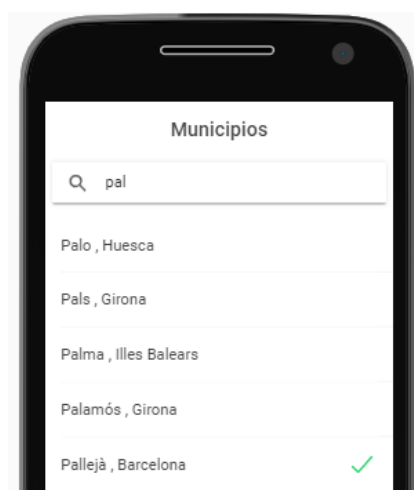 Municipios
pal
Palo , Huesca
Pals , Girona
Palma , Illes Balears
Palamós , Girona
Pallejà , Barcelona